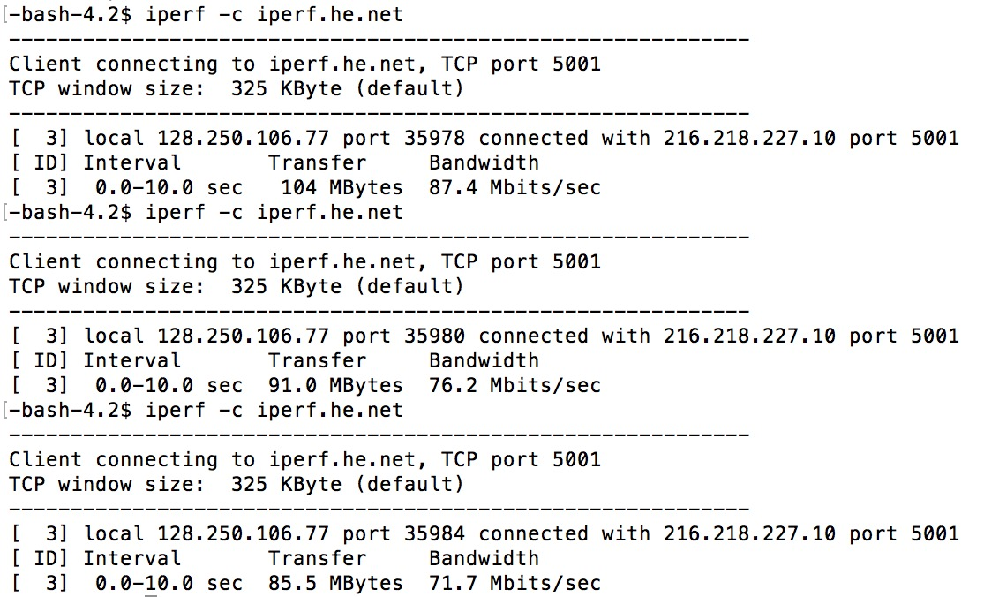 [-bash-4.2$ iperf -c iperf.he.net
------------------------------------------------------------
Client connecting to iperf.he.net, TCP port 5001
TCP window size:  325 KByte (default)
------------------------------------------------------------
[  3] local 128.250.106.77 port 35978 connected with 216.218.227.10 port 5001
[ ID] Interval       Transfer     Bandwidth
[  3]  0.0-10.0 sec   104 MBytes  87.4 Mbits/sec
[-bash-4.2$ iperf -c iperf.he.net
------------------------------------------------------------
Client connecting to iperf.he.net, TCP port 5001
TCP window size:  325 KByte (default)
------------------------------------------------------------
[  3] local 128.250.106.77 port 35980 connected with 216.218.227.10 port 5001
[ ID] Interval       Transfer     Bandwidth
[  3]  0.0-10.0 sec  91.0 MBytes  76.2 Mbits/sec
[-bash-4.2$ iperf -c iperf.he.net
------------------------------------------------------------
Client connecting to iperf.he.net, TCP port 5001
TCP window size:  325 KByte (default)
------------------------------------------------------------
[  3] local 128.250.106.77 port 35984 connected with 216.218.227.10 port 5001
[ ID] Interval       Transfer     Bandwidth
[  3]  0.0-10.0 sec  85.5 MBytes  71.7 Mbits/sec